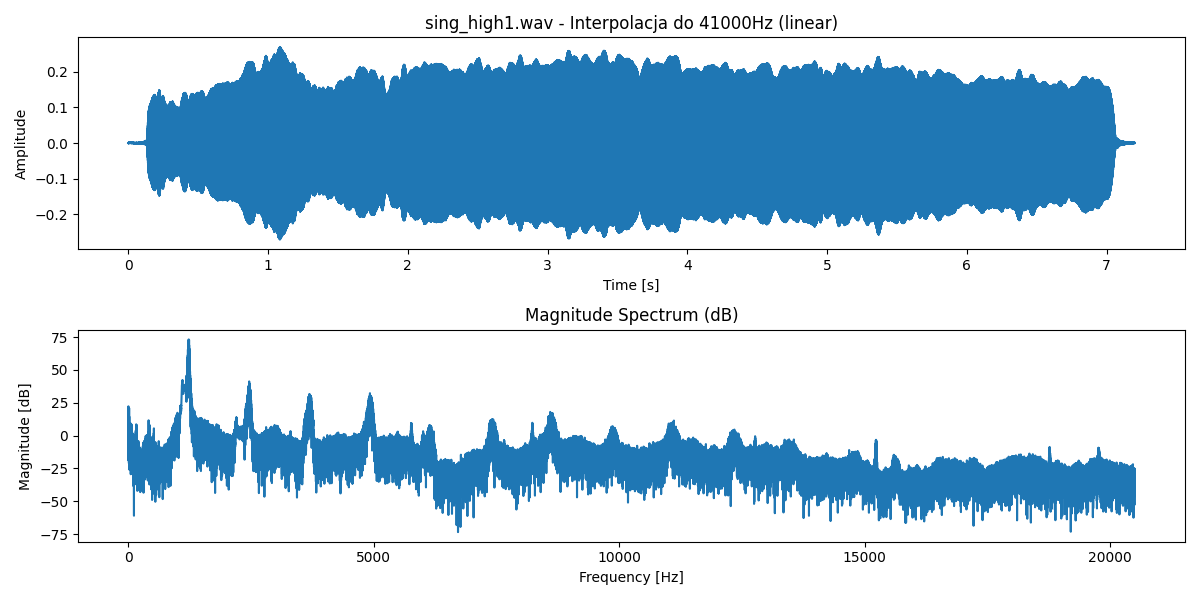 sing_high1.wav - Interpolacja do 41000Hz (linear)
0.2
0.1
0.0
−0.1
−0.2
Amplitude
0 1 2 3 4 5 6 7
Time [s]
Magnitude Spectrum (dB)
75
50
25
0
−25
−50
−75
Magnitude [dB]
0 5000 10000 15000 20000
Frequency [Hz]